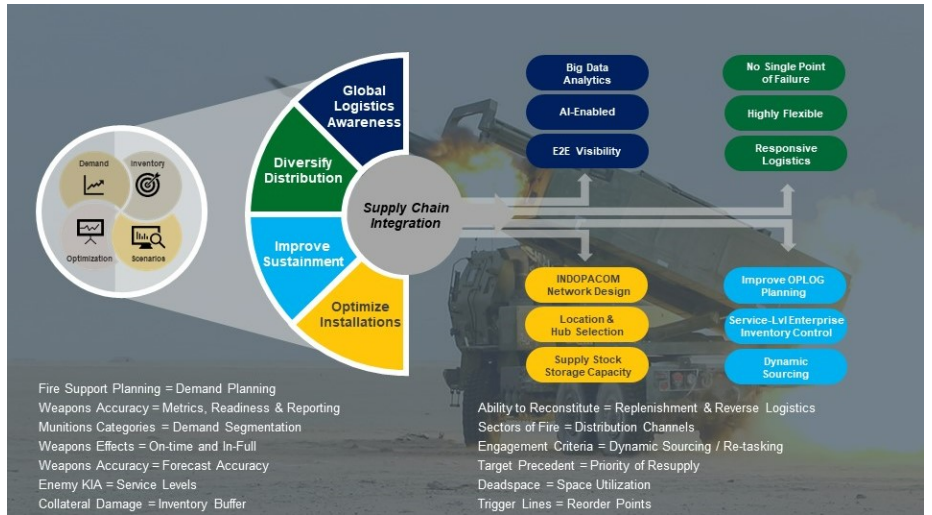 Demand
Inventory
Optimization
Scenarios
Global
Logistics
Awareness
Diversify
Distribution
Improve
Sustainment
Optimize
Installations
Supply Chain
Integration
Big Data
Analytics
AI-Enabled
E2E Visibility
No Single Point
of Failure
Highly Flexible
Responsive
Logistics
INDOPACOM
Network Design
Location &
Hub Selection
Supply Stock
Storage Capacity
Improve OPLOG
Planning
Service-Lvl Enterprise
Inventory Control
Dynamic
Sourcing
Fire Support Planning = Demand Planning
Weapons Accuracy = Metrics, Readiness & Reporting
Munitions Categories = Demand Segmentation
Weapons Effects = On-time and In-Full
Weapons Accuracy = Forecast Accuracy
Enemy KIA = Service Levels
Collateral Damage = Inventory Buffer
Ability to Reconstitute = Replenishment & Reverse Logistics
Sectors of Fire = Distribution Channels
Engagement Criteria = Dynamic Sourcing / Re-tasking
Target Precedent = Priority of Resupply
Deadspace = Space Utilization
Trigger Lines = Reorder Points